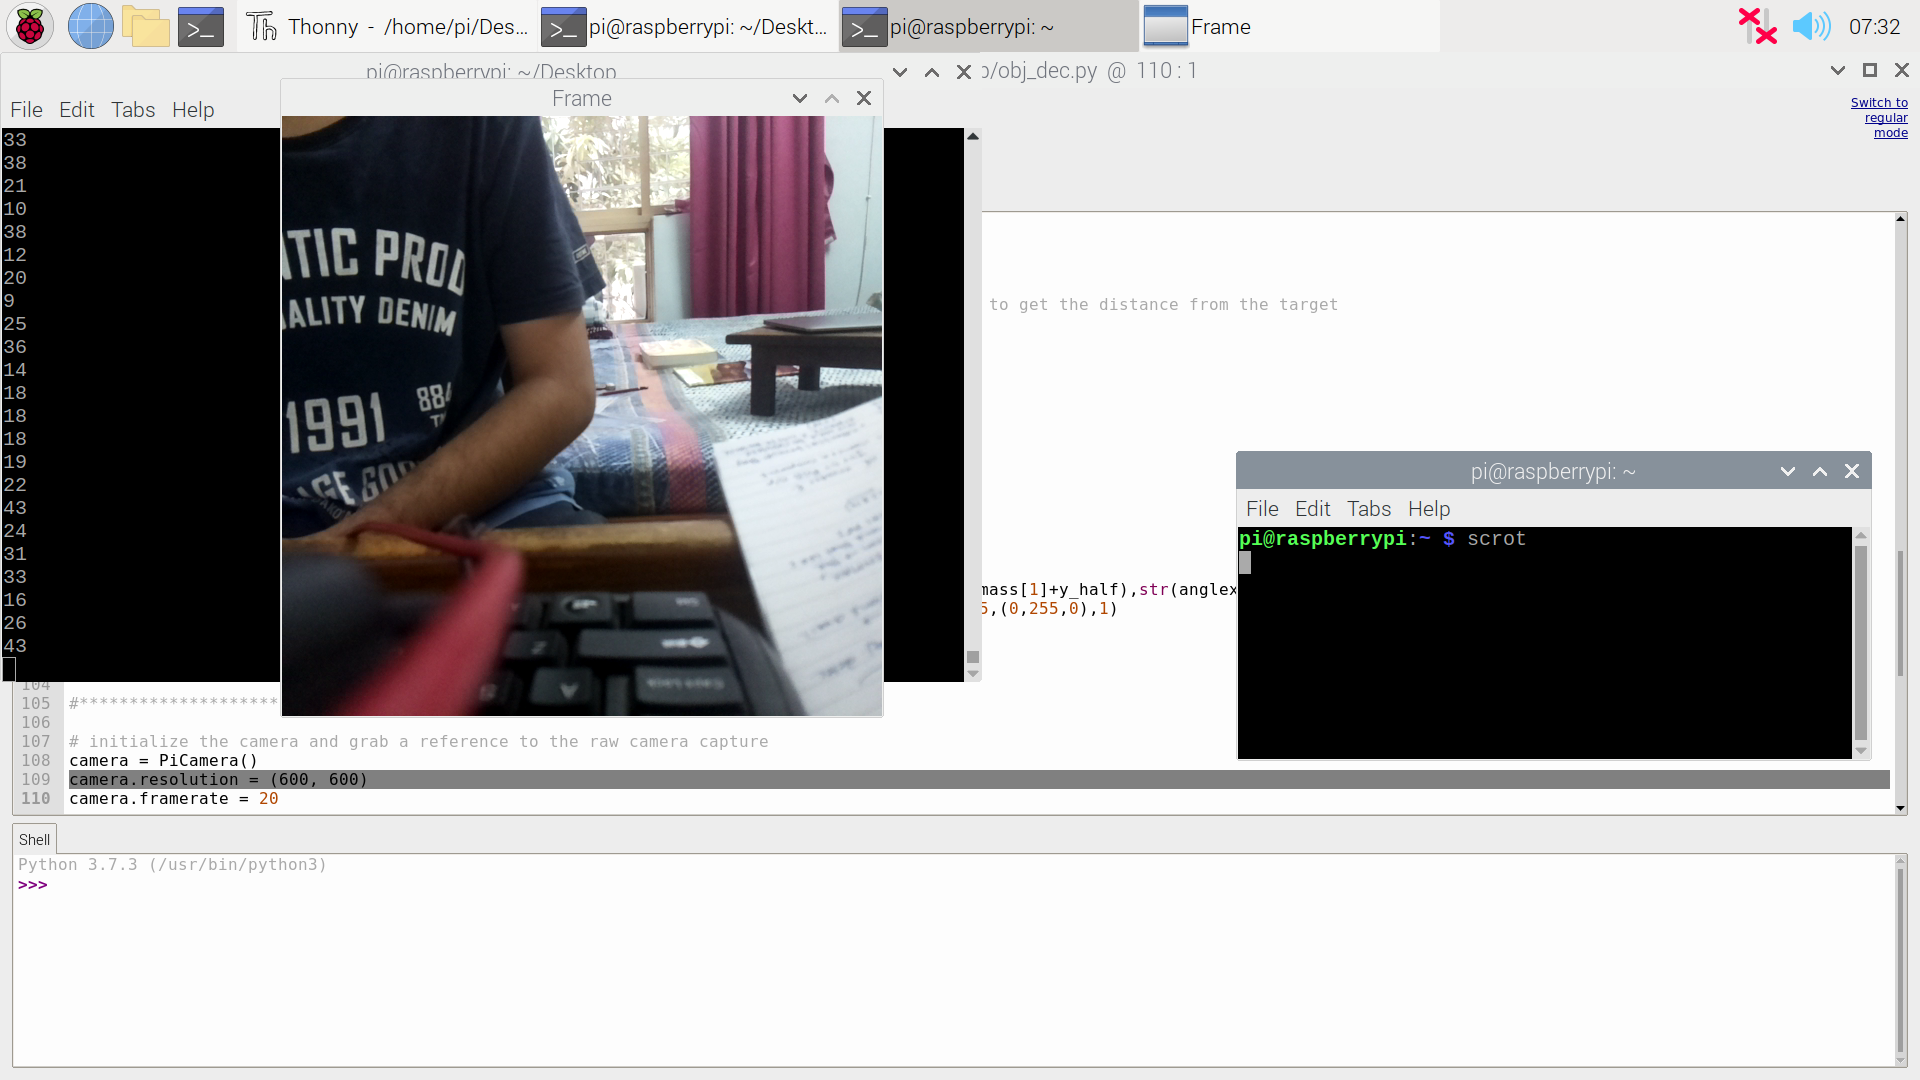 Thonny - /home/pi/Des...
pi@raspberrypi: ~/Deskt...
pi@raspberrypi: ~
Frame
07:32
pi@raspberrypi: ~/Desktop
b/obj_dec.py @ 110 : 1
Switch to
regular
mode
File Edit Tabs Help
33
38
21
10
38
12
20
9
25
36
14
18
18
18
19
22
43
24
31
33
16
26
43
Frame
TIC PROD
ALITY DENIM
1991
884
to get the distance from the target
mass[1]+y_half),str(anglex
5,(0,255,0),1)
104
105 #*********************
106
107 # initialize the camera and grab a reference to the raw camera capture
108 camera = PiCamera()
109 camera.resolution = (600, 600)
110 camera.framerate = 20
pi@raspberrypi: ~
File Edit Tabs Help
pi@raspberrypi:~ $ scrot
Shell
Python 3.7.3 (/usr/bin/python3)
>>>